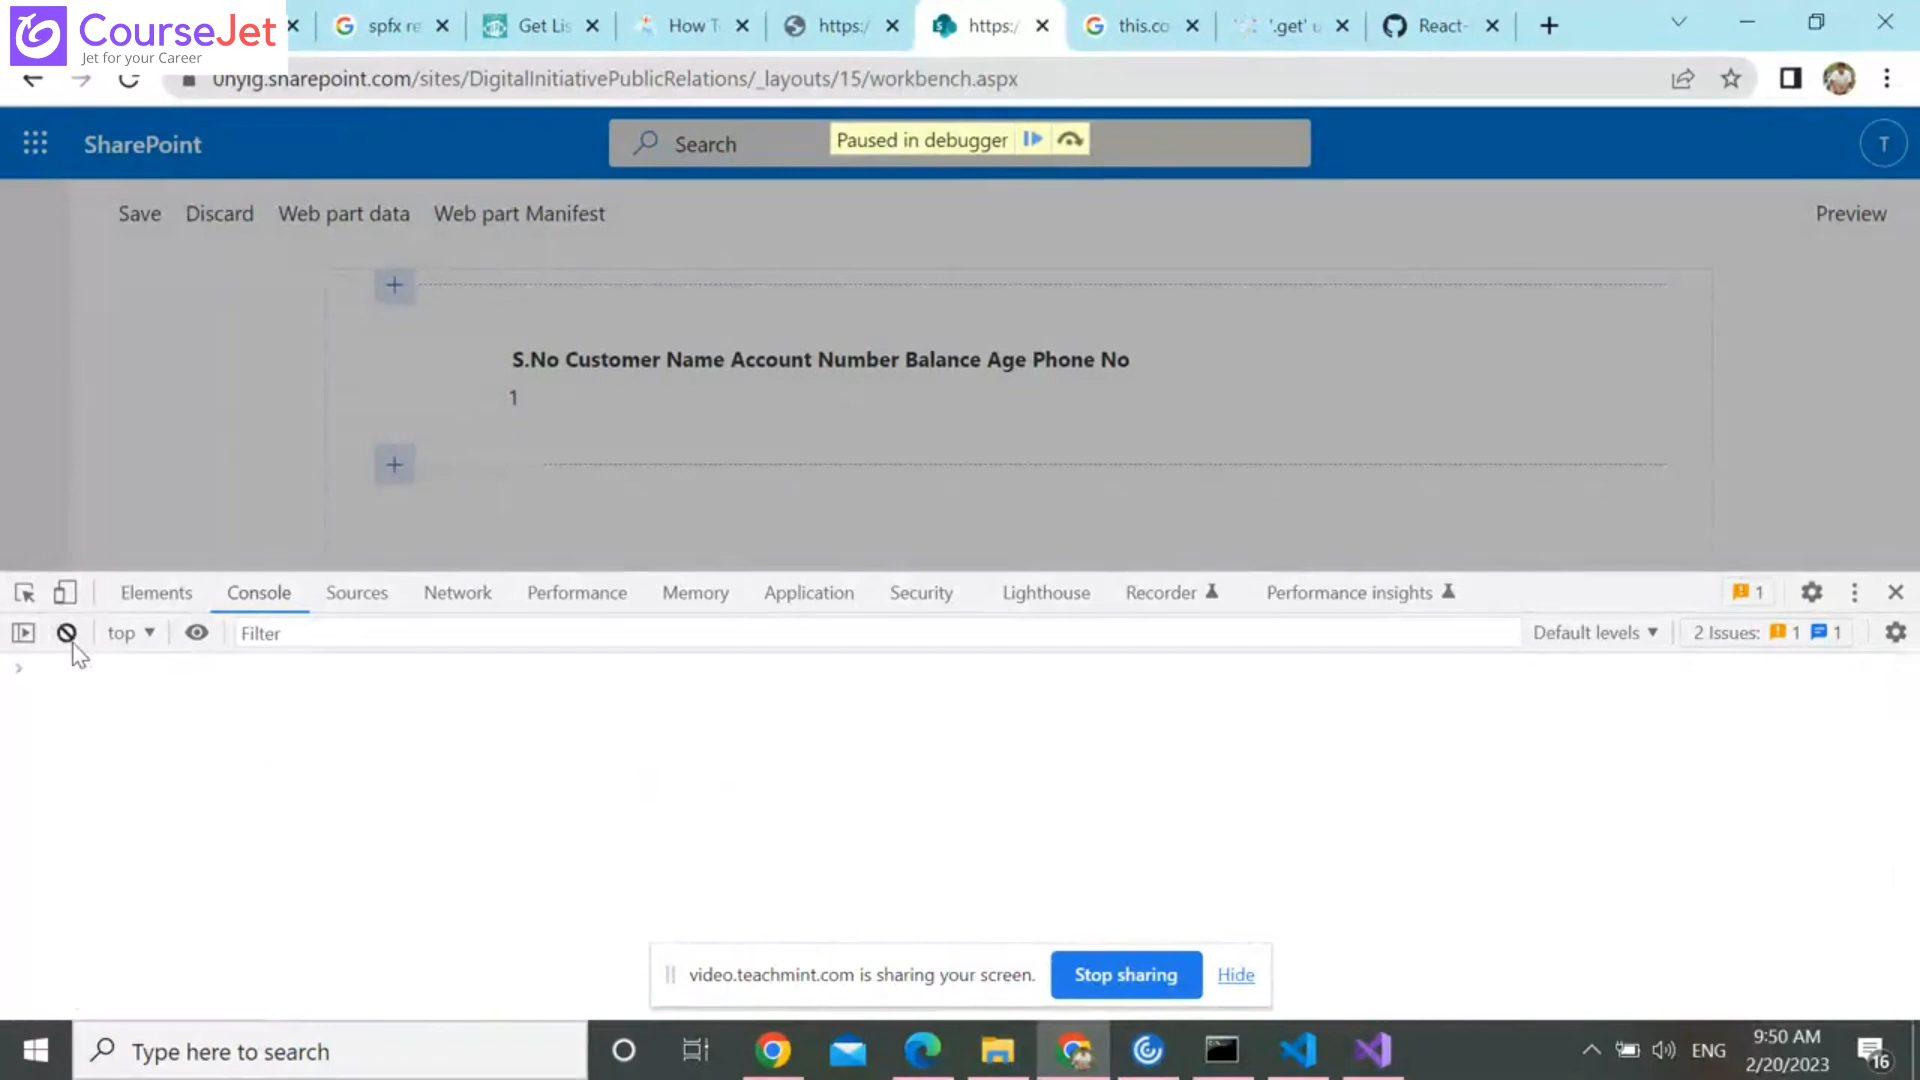 CourseJet
Jet for your Career
spfx re
Get Lis
How T
https:/
https:/
this.co
'.get' u
React-
0nylg.sharepoint.com/sites/DigitalInitiativePublicRelations/_layouts/15/workbench.aspx
SharePoint
Search
Paused in debugger
T
Save Discard Web part data Web part Manifest
Preview
S.No Customer Name Account Number Balance Age Phone No
1
Elements Console Sources Network Performance Memory Application Security Lighthouse Recorder Performance insights
1
top
Filter
Default levels
2 Issues: 1 1
video.teachmint.com is sharing your screen.
Stop sharing
Hide
Type here to search
ENG
9:50 AM
2/20/2023
16